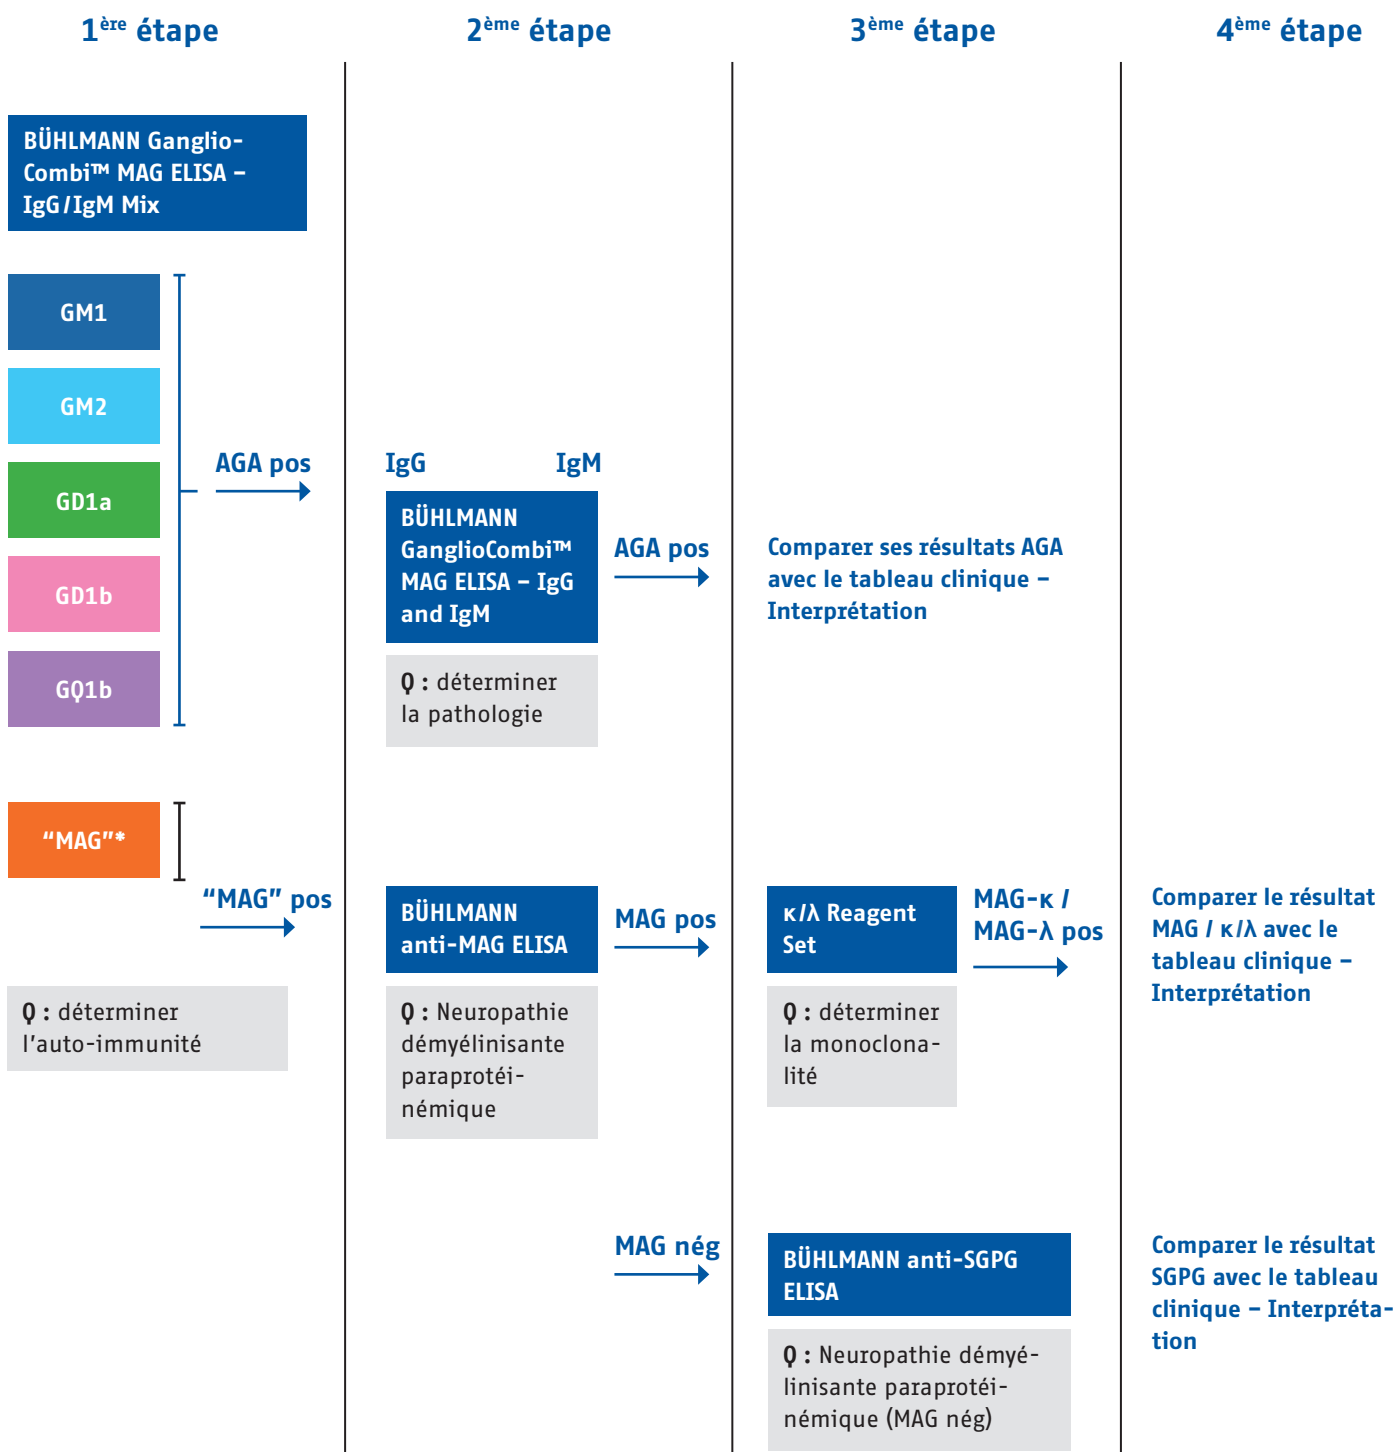 1ère étape
2ème étape
3ème étape
4ème étape
BÜHLMANN Ganglio-
Combi™ MAG ELISA –
IgG/IgM Mix
GM1
GM2
GD1a
GD1b
GQ1b
AGA pos
IgG
IgM
BÜHLMANN
GanglioCombi™
MAG ELISA – IgG
and IgM
Q : déterminer
la pathologie
AGA pos
Comparer ses résultats AGA
avec le tableau clinique –
Interprétation
“MAG”*
“MAG” pos
Q : déterminer
l'auto-immunité
BÜHLMANN
anti-MAG ELISA
Q : Neuropathie
démyélinisante
paraprotéi-
némique
MAG pos
κ/λ Reagent
Set
Q : déterminer
la monoclona-
lité
MAG-κ /
MAG-λ pos
Comparer le résultat
MAG / κ/λ avec le
tableau clinique –
Interprétation
MAG nég
BÜHLMANN anti-SGPG
ELISA
Q : Neuropathie démyé-
linisante paraprotéi-
némique (MAG nég)
Comparer le résultat
SGPG avec le tableau
clinique – Interpréta-
tion